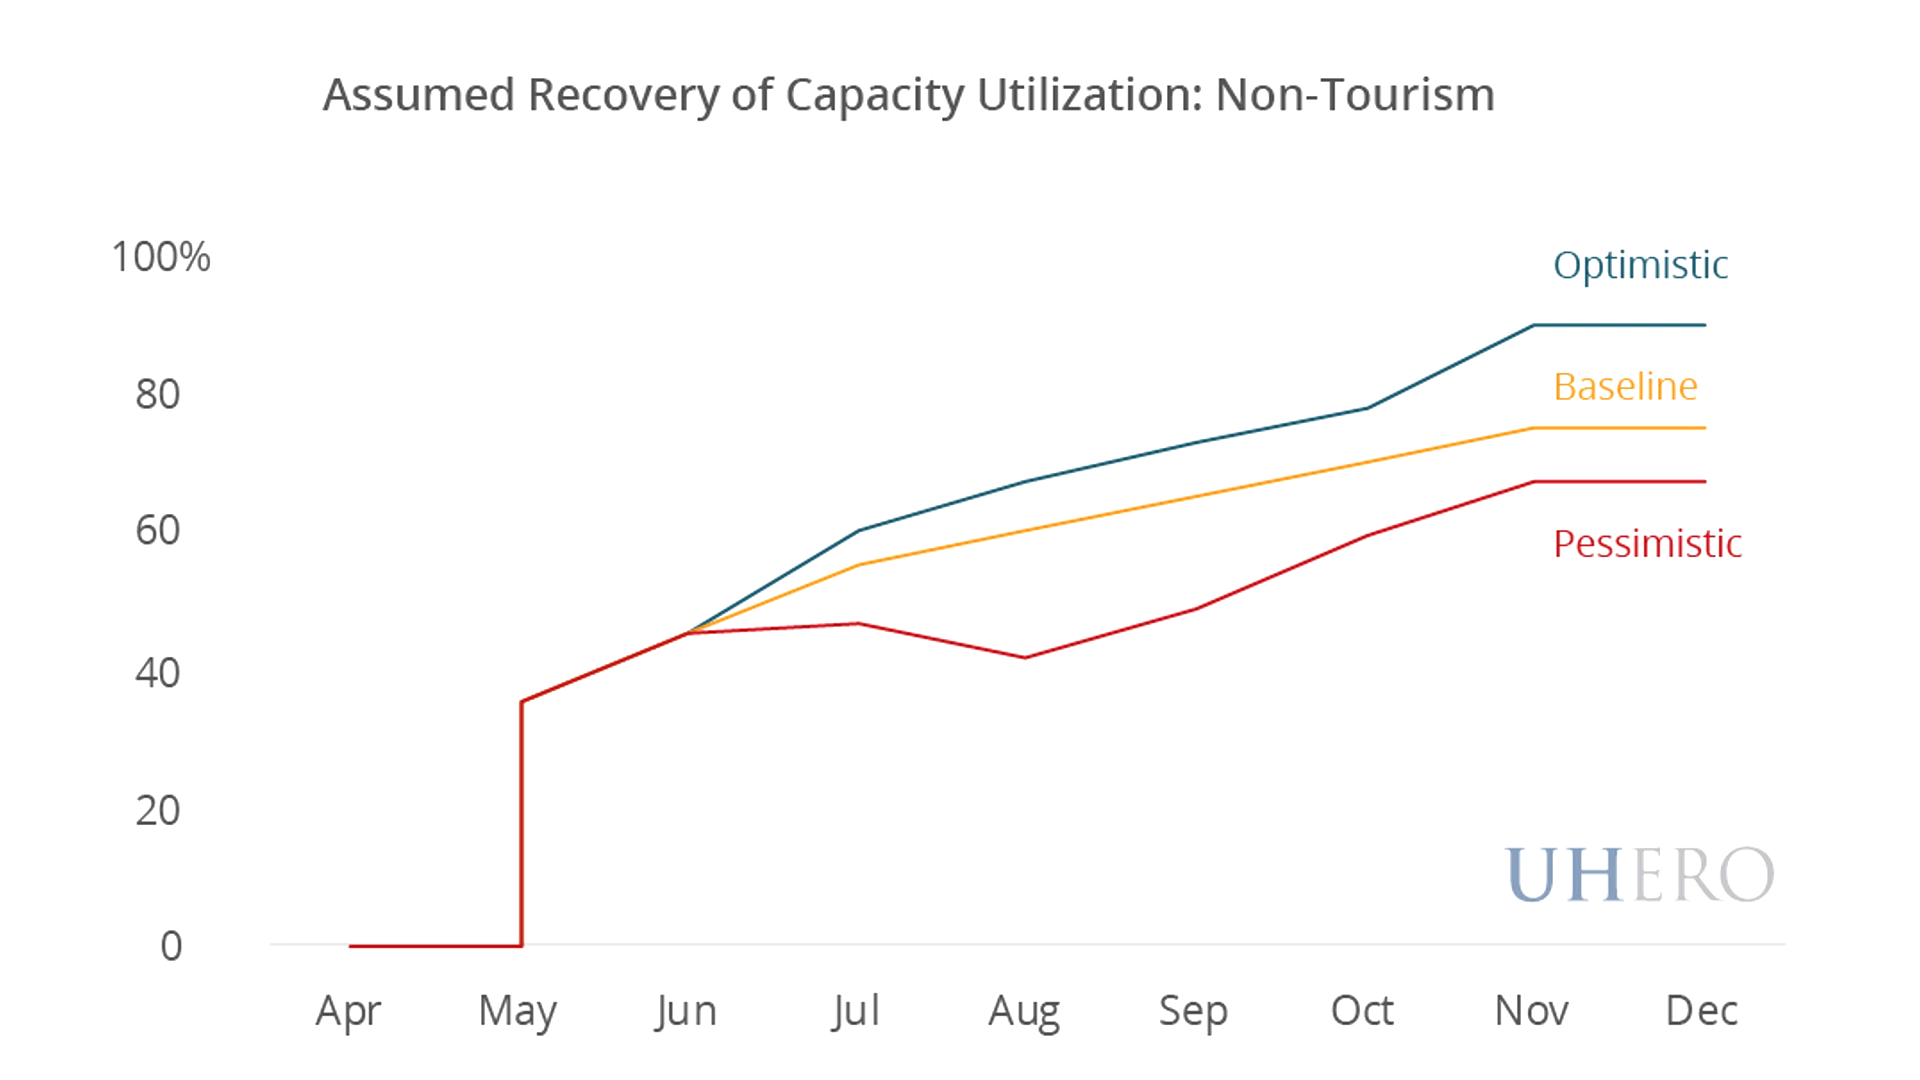 Assumed Recovery of Capacity Utilization: Non-Tourism
100%
Optimistic
80
Baseline
60
Pessimistic
40
20
UHERO
0
Apr May Jun Jul Aug Sep Oct Nov Dec